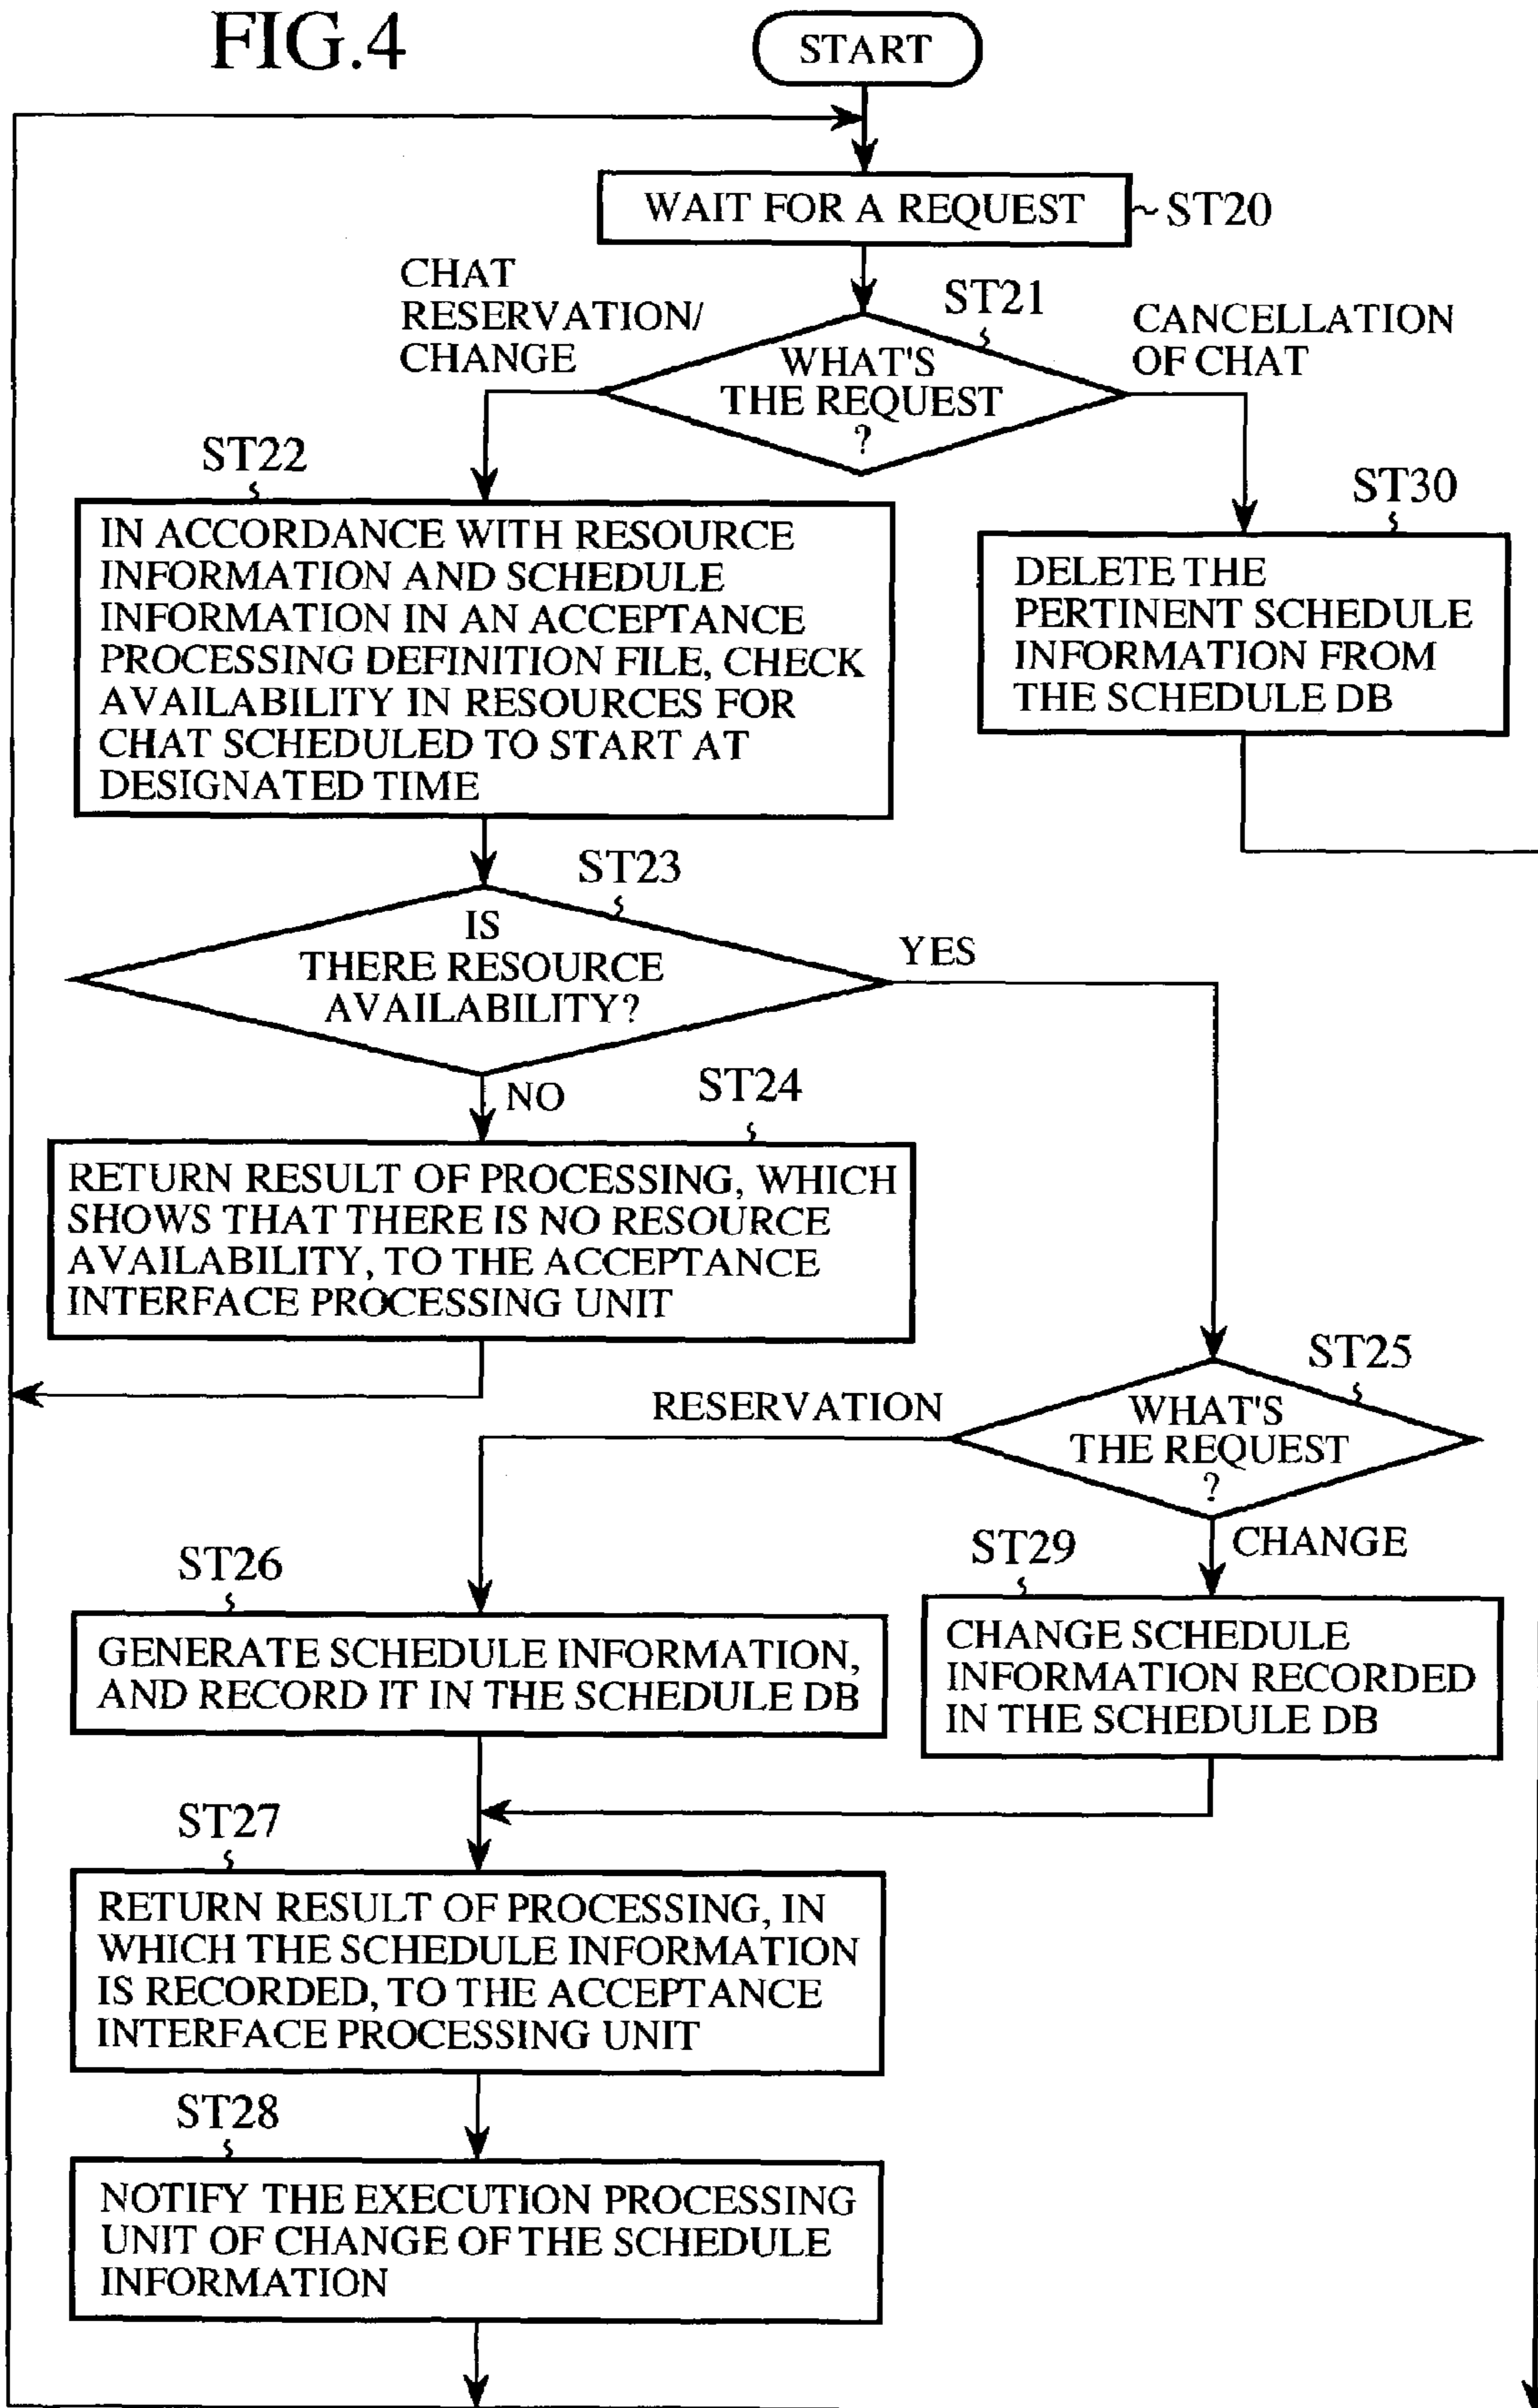 FIG.4
START
WAIT FOR A REQUEST
ST20
CHAT
RESERVATION/
CHANGE
ST21
WHAT'S
THE REQUEST
?
CANCELLATION
OF CHAT
ST22
IN ACCORDANCE WITH RESOURCE
INFORMATION AND SCHEDULE
INFORMATION IN AN ACCEPTANCE
PROCESSING DEFINITION FILE, CHECK
AVAILABILITY IN RESOURCES FOR
CHAT SCHEDULED TO START AT
DESIGNATED TIME
ST30
DELETE THE
PERTINENT SCHEDULE
INFORMATION FROM
THE SCHEDULE DB
ST23
IS
THERE RESOURCE
AVAILABILITY?
YES
NO
ST24
RETURN RESULT OF PROCESSING, WHICH
SHOWS THAT THERE IS NO RESOURCE
AVAILABILITY, TO THE ACCEPTANCE
INTERFACE PROCESSING UNIT
ST25
WHAT'S
THE REQUEST
?
RESERVATION
CHANGE
ST26
GENERATE SCHEDULE INFORMATION,
AND RECORD IT IN THE SCHEDULE DB
ST29
CHANGE SCHEDULE
INFORMATION RECORDED
IN THE SCHEDULE DB
ST27
RETURN RESULT OF PROCESSING, IN
WHICH THE SCHEDULE INFORMATION
IS RECORDED, TO THE ACCEPTANCE
INTERFACE PROCESSING UNIT
ST28
NOTIFY THE EXECUTION PROCESSING
UNIT OF CHANGE OF THE SCHEDULE
INFORMATION